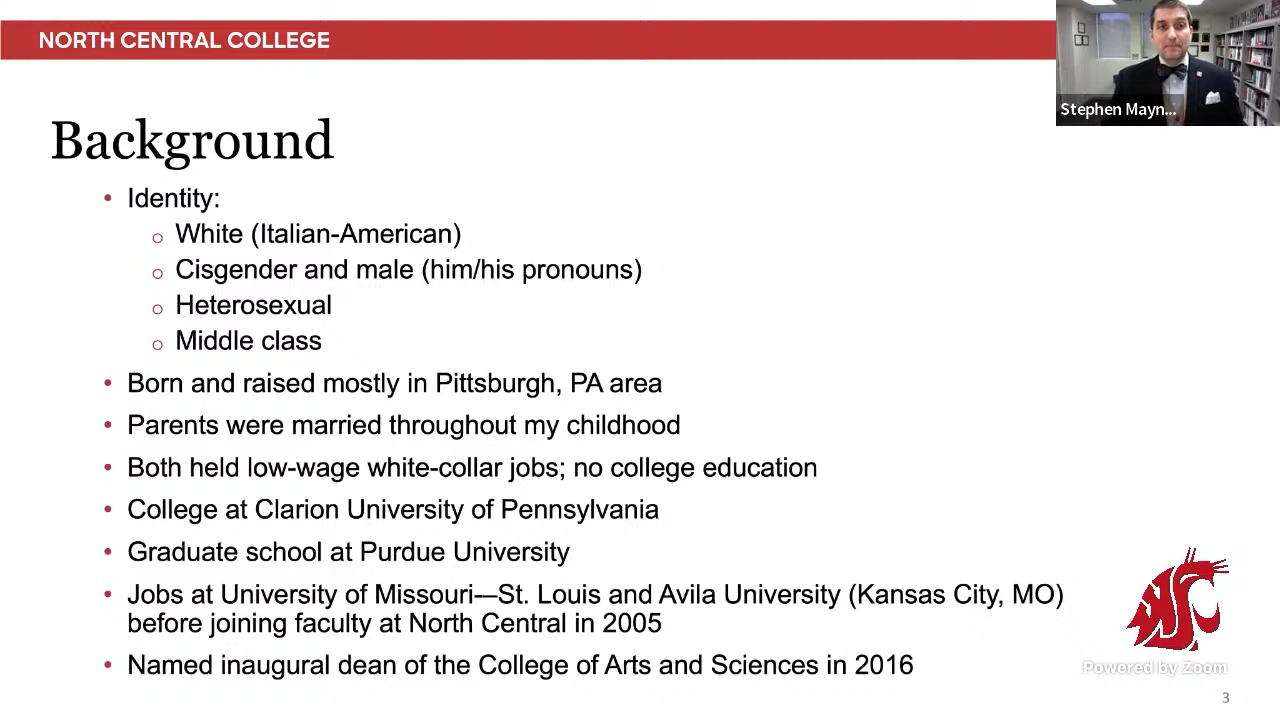 NORTH CENTRAL COLLEGE
Stephen Mayn...
Background
• Identity:
o White (Italian-American)
o Cisgender and male (him/his pronouns)
o Heterosexual
o Middle class
• Born and raised mostly in Pittsburgh, PA area
• Parents were married throughout my childhood
• Both held low-wage white-collar jobs; no college education
• College at Clarion University of Pennsylvania
• Graduate school at Purdue University
• Jobs at University of Missouri-–St. Louis and Avila University (Kansas City, MO)
before joining faculty at North Central in 2005
• Named inaugural dean of the College of Arts and Sciences in 2016
Powered by Zoom
3